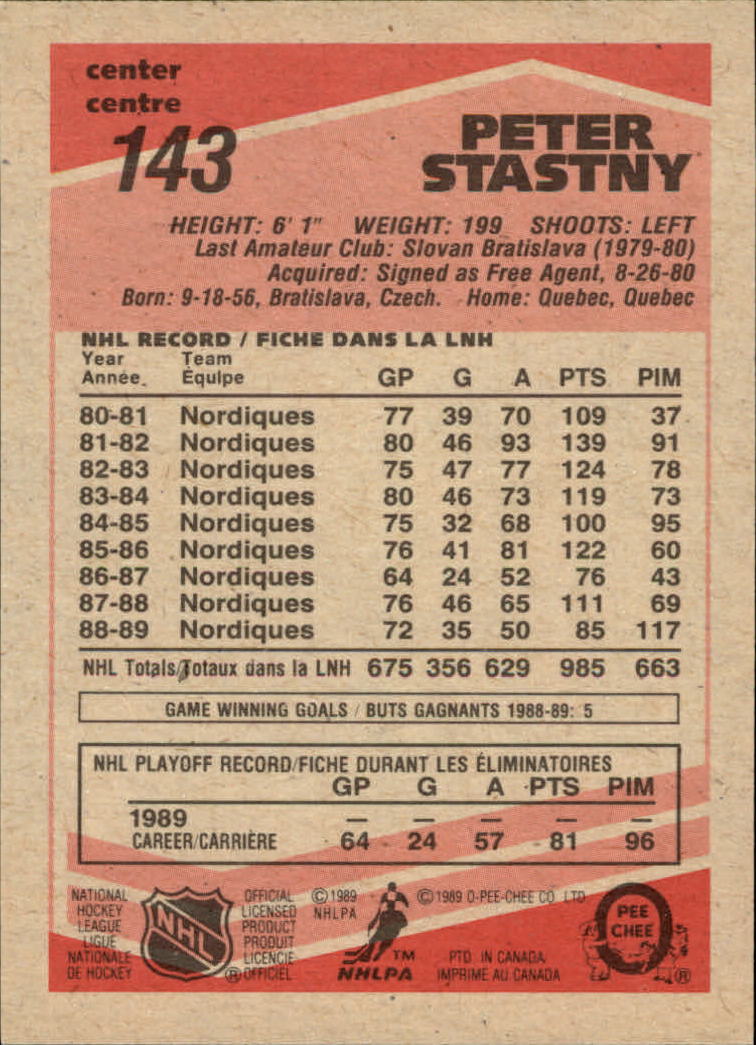 center
centre
143
PETER
STASTNY
HEIGHT: 6' 1" WEIGHT: 199 SHOOTS: LEFT
Last Amateur Club: Slovan Bratislava (1979-80)
Acquired: Signed as Free Agent, 8-26-80
Born: 9-18-56, Bratislava, Czech. Home: Quebec, Quebec
NHL RECORD / FICHE DANS LA LNH
Year Team
Année Équipe GP G A PTS PIM
80-81 Nordiques 77 39 70 109 37
81-82 Nordiques 80 46 93 139 91
82-83 Nordiques 75 47 77 124 78
83-84 Nordiques 80 46 73 119 73
84-85 Nordiques 75 32 68 100 95
85-86 Nordiques 76 41 81 122 60
86-87 Nordiques 64 24 52 76 43
87-88 Nordiques 76 46 65 111 69
88-89 Nordiques 72 35 50 85 117
NHL Totals/Totaux dans la LNH 675 356 629 985 663
GAME WINNING GOALS / BUTS GAGNANTS 1988-89: 5
NHL PLAYOFF RECORD/FICHE DURANT LES ÉLIMINATOIRES
GP G A PTS PIM
1989 — — — — —
CAREER/CARRIÈRE 64 24 57 81 96
NATIONAL
HOCKEY
LEAGUE
LIGUE
NATIONALE
DE HOCKEY
NHL
OFFICIAL
LICENSED
PRODUCT
PRODUIT
LICENCIE
® OFFICIEL
© 1989
NHLPA
TM
NHLPA
© 1989 O-PEE-CHEE CO. LTD
PTD. IN CANADA
IMPRIME AU CANADA
O
PEE
CHEE
®